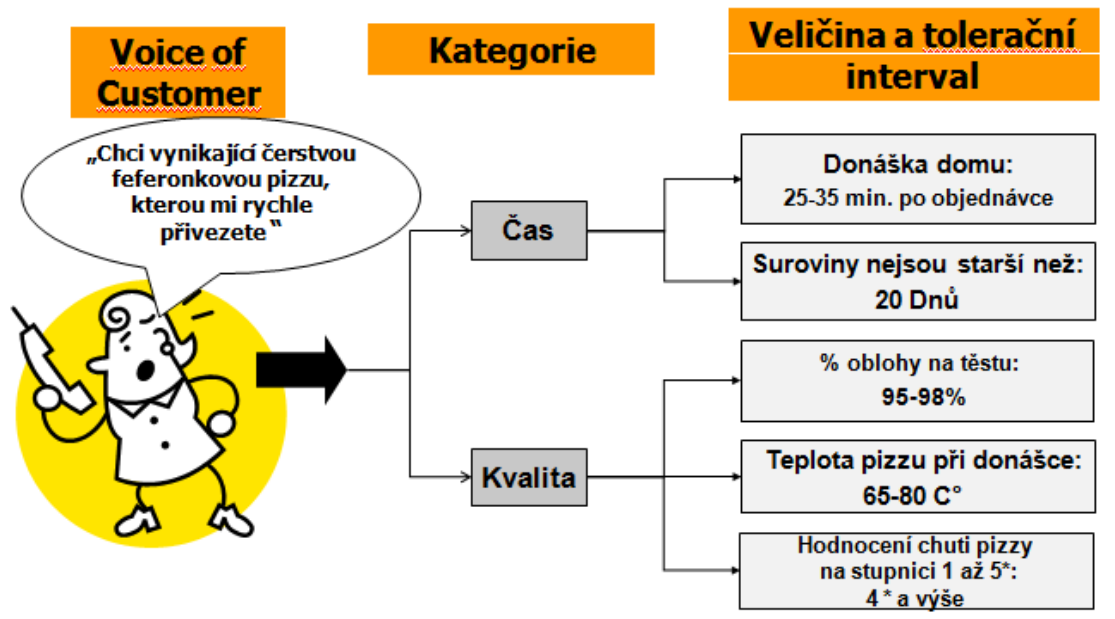 Voice of
Customer
Kategorie
Veličina a tolerační
interval
„Chci vynikající čerstvou
feferonkovou pizzu,
kterou mi rychle
přivezete“
Čas
Donáška domu:
25-35 min. po objednávce
Suroviny nejsou starší než:
20 Dnů
Kvalita
% oblohy na těstu:
95-98%
Teplota pizzu při donášce:
65-80 C°
Hodnocení chuti pizzy
na stupnici 1 až 5*:
4 * a výše